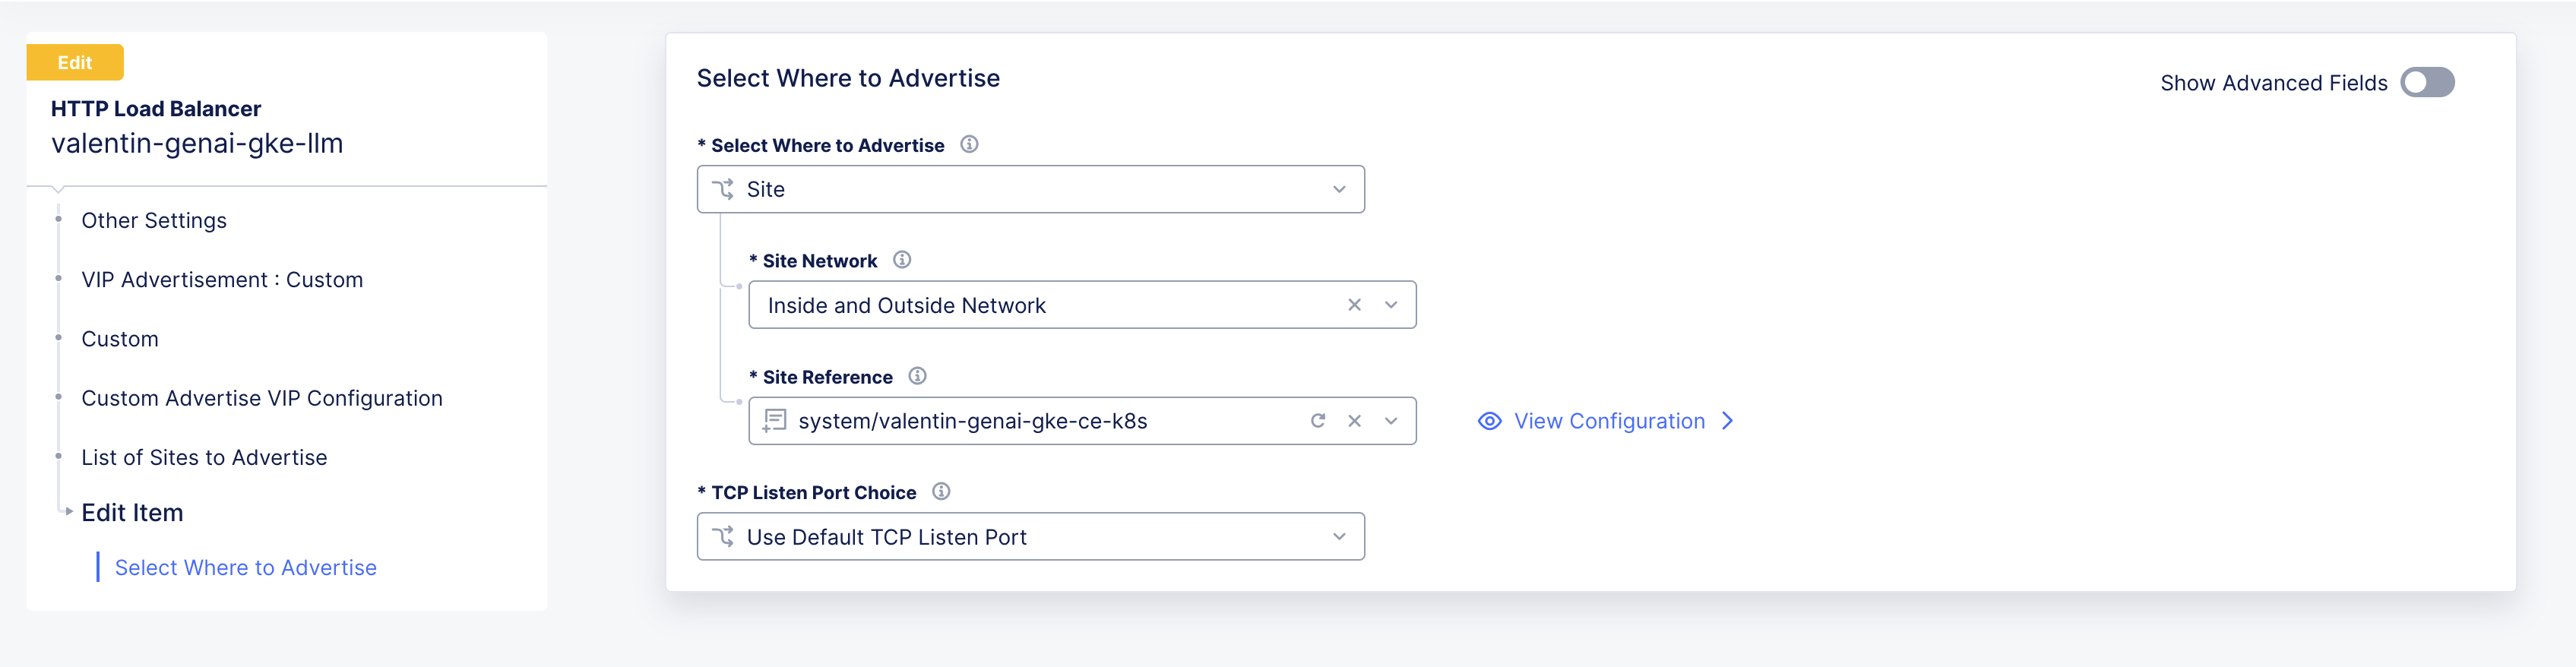 Edit
HTTP Load Balancer
valentin-genai-gke-llm
Other Settings
VIP Advertisement : Custom
Custom
Custom Advertise VIP Configuration
List of Sites to Advertise
Edit Item
Select Where to Advertise
Select Where to Advertise
Show Advanced Fields
* Select Where to Advertise
Site
* Site Network
Inside and Outside Network
* Site Reference
system/valentin-genai-gke-ce-k8s
View Configuration
* TCP Listen Port Choice
Use Default TCP Listen Port